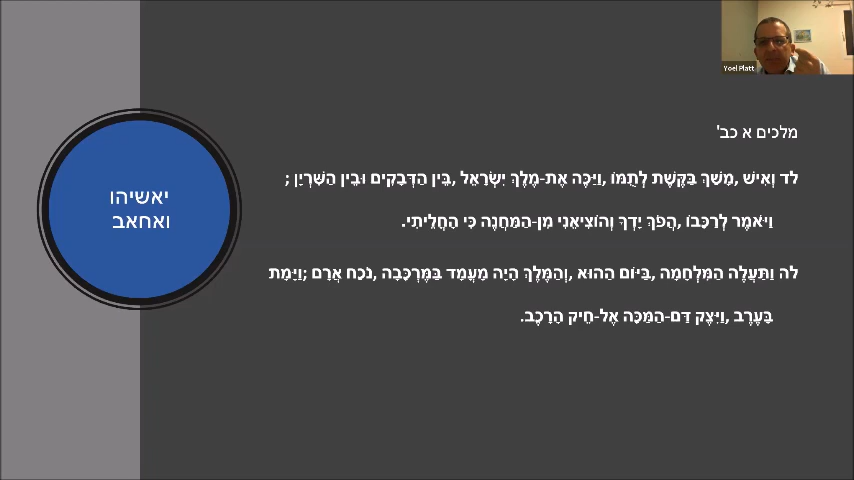 Yoel Platt
מלכים א כב'
לד וְאִישׁ ,מָשַׁךְ בַּקֶּשֶׁת לְתֻמּוֹ ,וַיַּכֶּה אֶת-מֶלֶךְ יִשְׂרָאֵל ,בֵּין הַדְּבָקִים וּבֵין הַשִּׁרְיָן ;
וַיֹּאמֶר לְרַכָּבוֹ ,הֲפֹךְ יָדְךָ וְהוֹצִיאֵנִי מִן-הַמַּחֲנֶה כִּי הָחֳלֵיתִי.
לה וַתַּעֲלֶה הַמִּלְחָמָה ,בַּיּוֹם הַהוּא ,וְהַמֶּלֶךְ הָיָה מָעֳמָד בַּמֶּרְכָּבָה ,נֹכַח אֲרָם ;וַיָּמָת
בָּעֶרֶב ,וַיִּצֶק דַּם-הַמַּכָּה אֶל-חֵיק הָרָכֶב.
יאשיהו
ואחאב